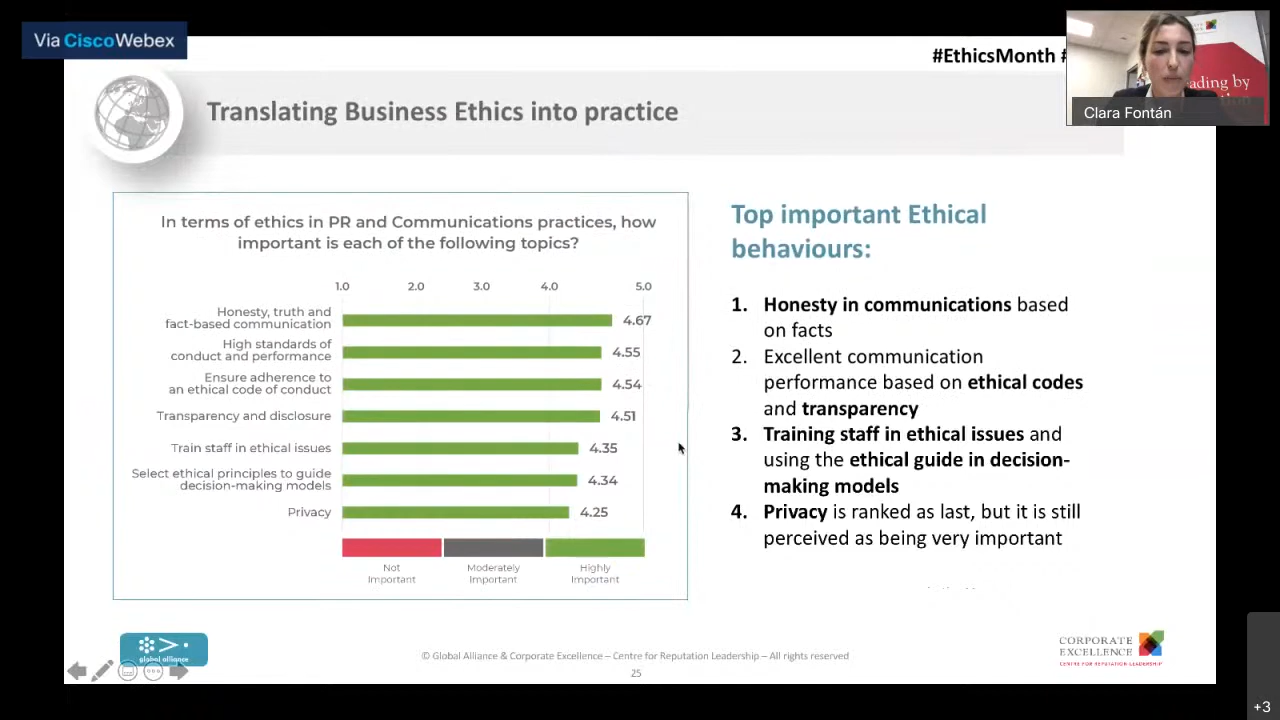 Via Cisco Webex
#EthicsMonth #
Clara Fontán
Translating Business Ethics into practice
In terms of ethics in PR and Communications practices, how
important is each of the following topics?
1.0 2.0 3.0 4.0 5.0
Honesty, truth and
fact-based communication 4.67
High standards of
conduct and performance 4.55
Ensure adherence to
an ethical code of conduct 4.54
Transparency and disclosure 4.51
Train staff in ethical issues 4.35
Select ethical principles to guide
decision-making models 4.34
Privacy 4.25
Not Moderately Highly
Important Important Important
Top important Ethical
behaviours:
1. Honesty in communications based
on facts
2. Excellent communication
performance based on ethical codes
and transparency
3. Training staff in ethical issues and
using the ethical guide in decision-
making models
4. Privacy is ranked as last, but it is still
perceived as being very important
global alliance
© Global Alliance & Corporate Excellence – Centre for Reputation Leadership – All rights reserved
25
CORPORATE
EXCELLENCE
CENTRE FOR REPUTATION LEADERSHIP
+3